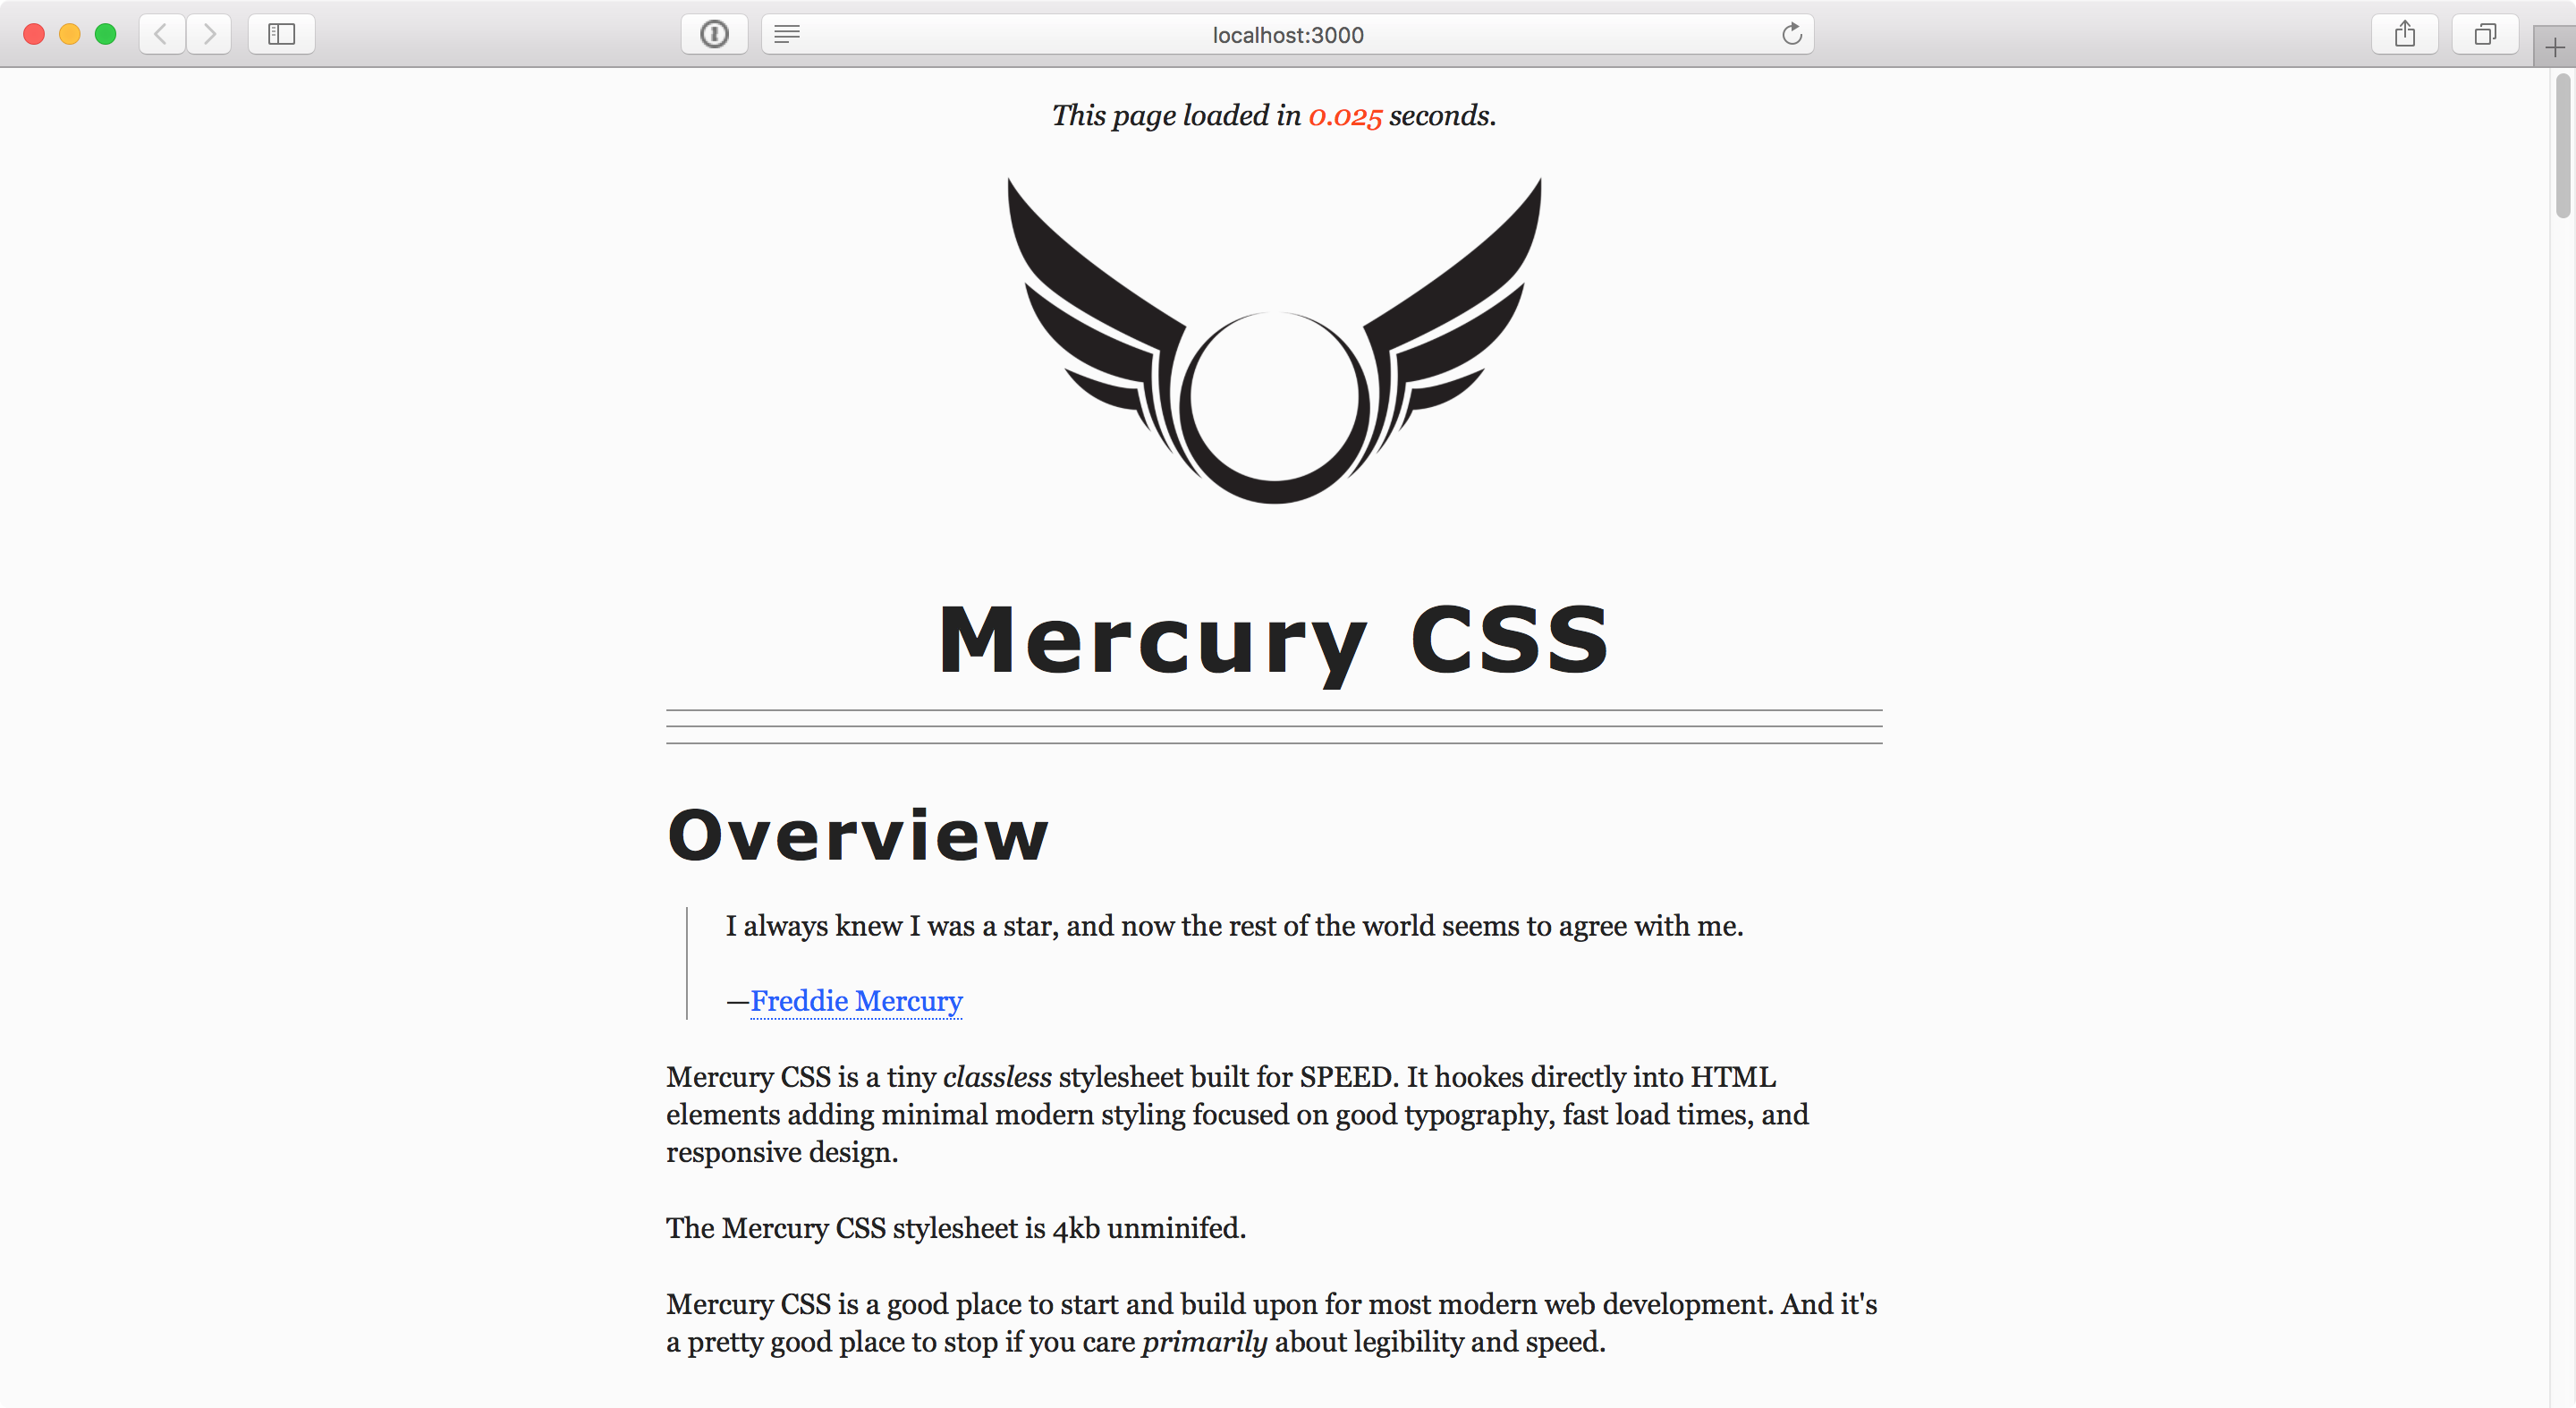 localhost:3000
This page loaded in 0.025 seconds.
Mercury CSS
Overview
I always knew I was a star, and now the rest of the world seems to agree with me.
—Freddie Mercury
Mercury CSS is a tiny classless stylesheet built for SPEED. It hookes directly into HTML
elements adding minimal modern styling focused on good typography, fast load times, and
responsive design.
The Mercury CSS stylesheet is 4kb unminifed.
Mercury CSS is a good place to start and build upon for most modern web development. And it's
a pretty good place to stop if you care primarily about legibility and speed.